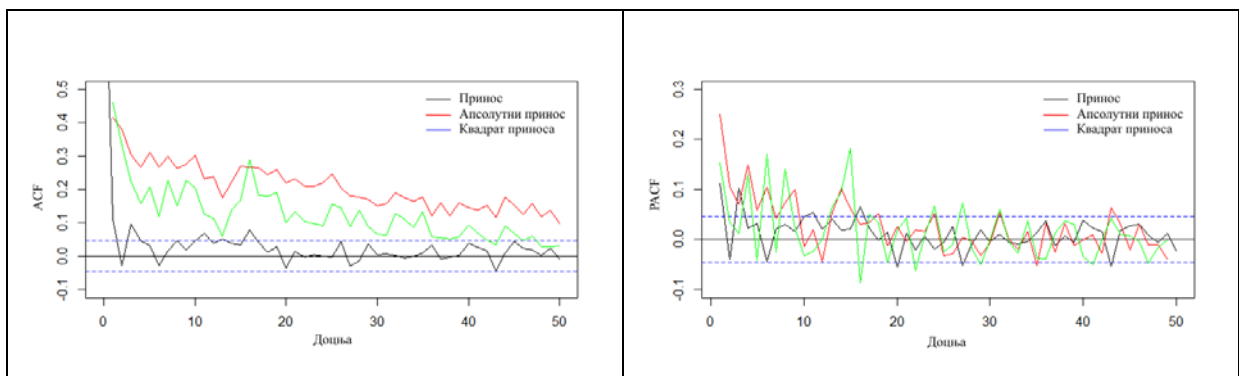 0.5
0.4
0.3
0.2
0.1
0.0
-0.1
ACF
Принос
Апсолутни принос
Квадрат приноса
0 10 20 30 40 50
Доцња
0.3
0.2
0.1
0.0
-0.1
PACF
Принос
Апсолутни принос
Квадрат приноса
0 10 20 30 40 50
Доцња